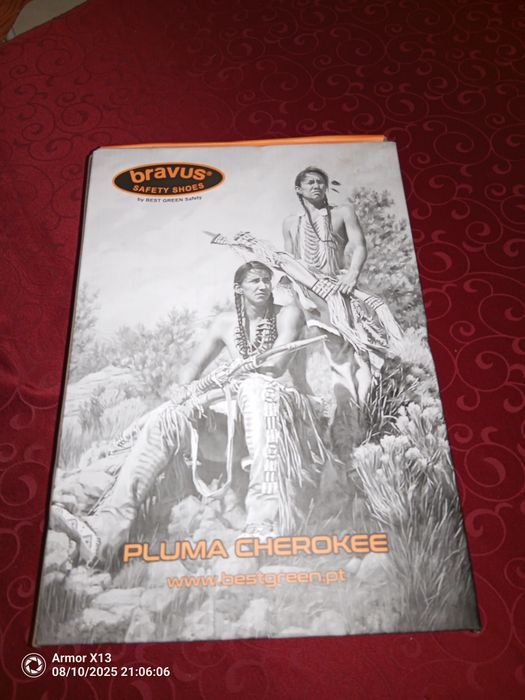 bravus®
SAFETY SHOES
by BEST GREEN Safety
PLUMA CHEROKEE
www.bestgreen.pt
Armor X13
08/10/2025 21:06:06